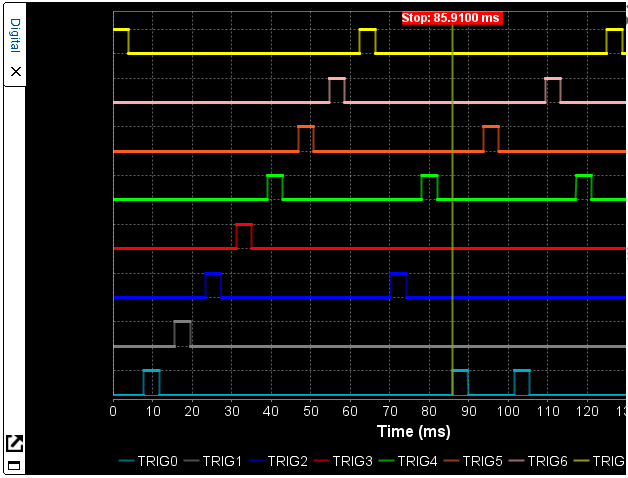 Digital
Stop: 85.9100 ms
0 10 20 30 40 50 60 70 80 90 100 110 120
Time (ms)
TRIG0 TRIG1 TRIG2 TRIG3 TRIG4 TRIG5 TRIG6 TRIG